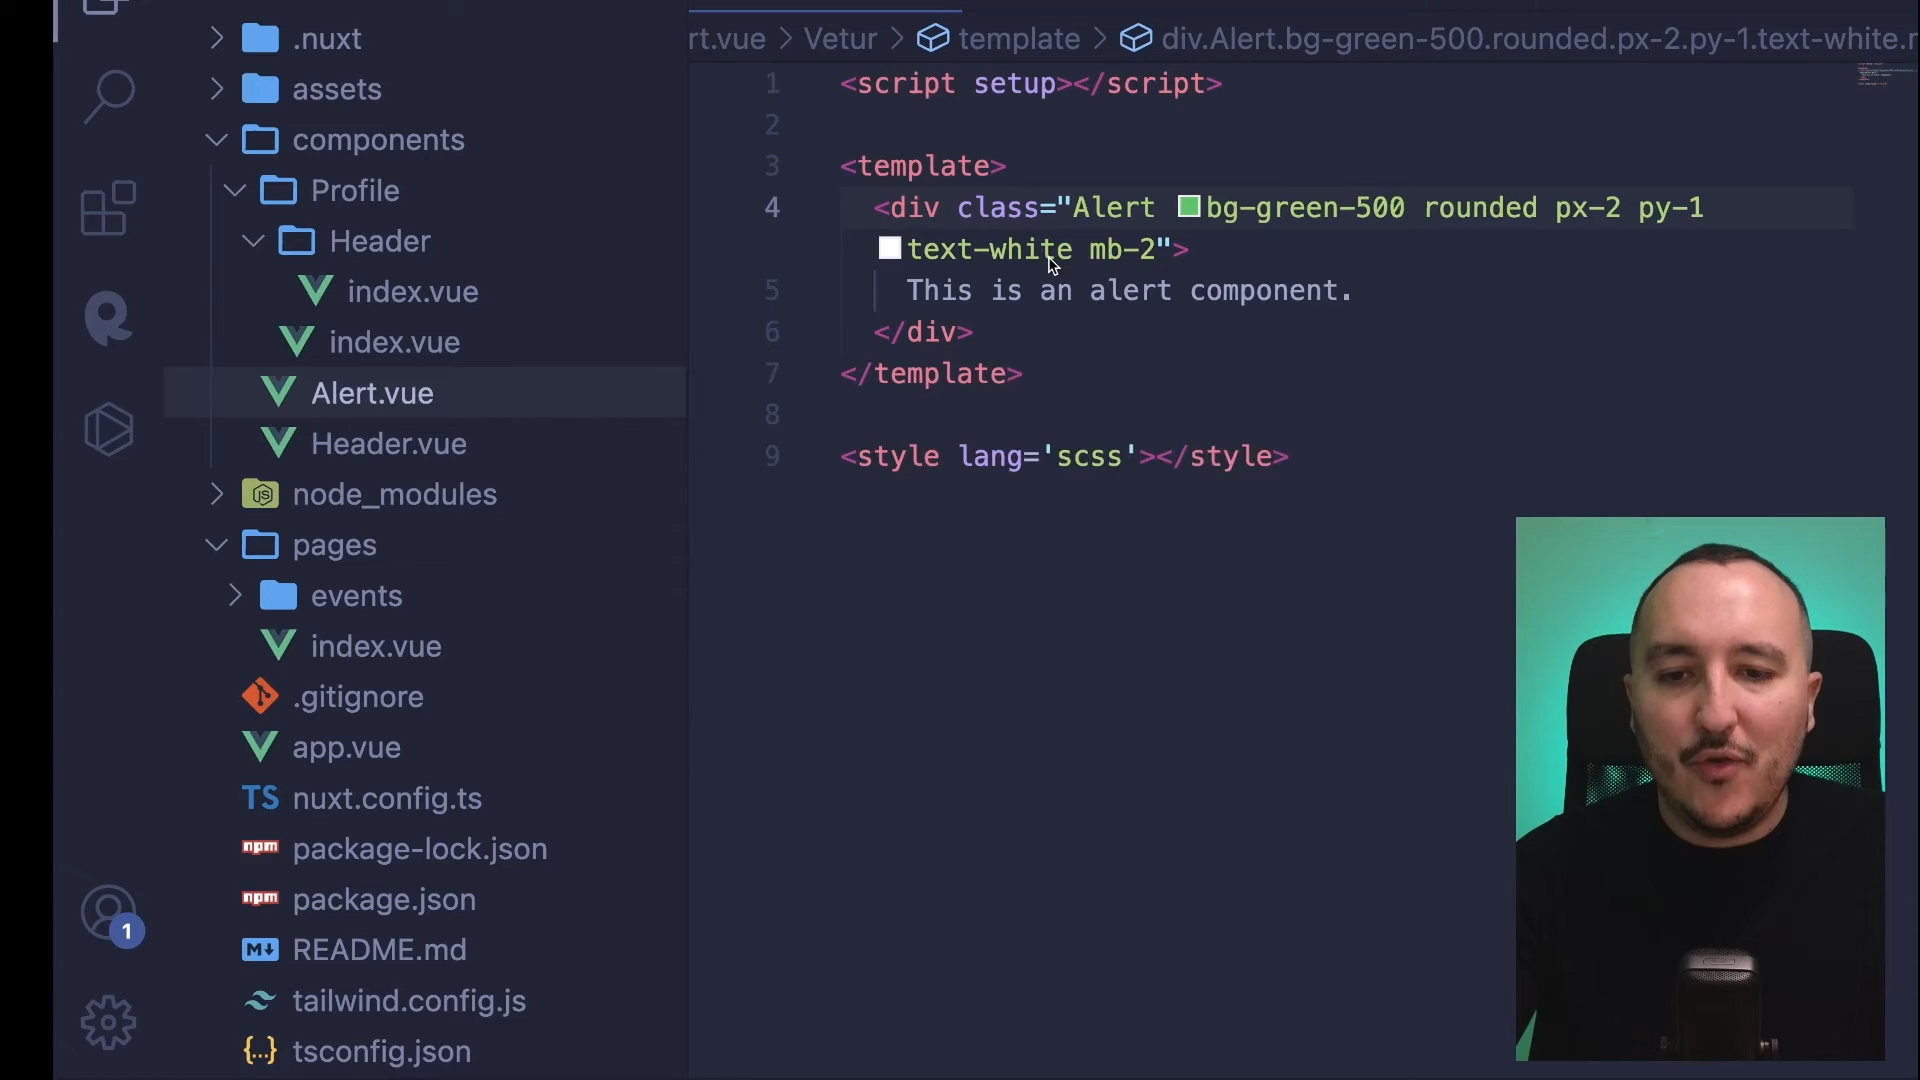 .nuxt
assets
components
Profile
Header
index.vue
index.vue
Alert.vue
Header.vue
node_modules
JS
pages
events
index.vue
.gitignore
app.vue
TS nuxt.config.ts
npm package-lock.json
npm package.json
README.md
tailwind.config.js
{...} tsconfig.json
1
rt.vue > Vetur > template > div.Alert.bg-green-500.rounded.px-2.py-1.text-white.
1 <script setup></script>
2
3 <template>
4 <div class="Alert bg-green-500 rounded px-2 py-1
text-white mb-2">
5 This is an alert component.
6 </div>
7 </template>
8
9 <style lang='scss'></style>